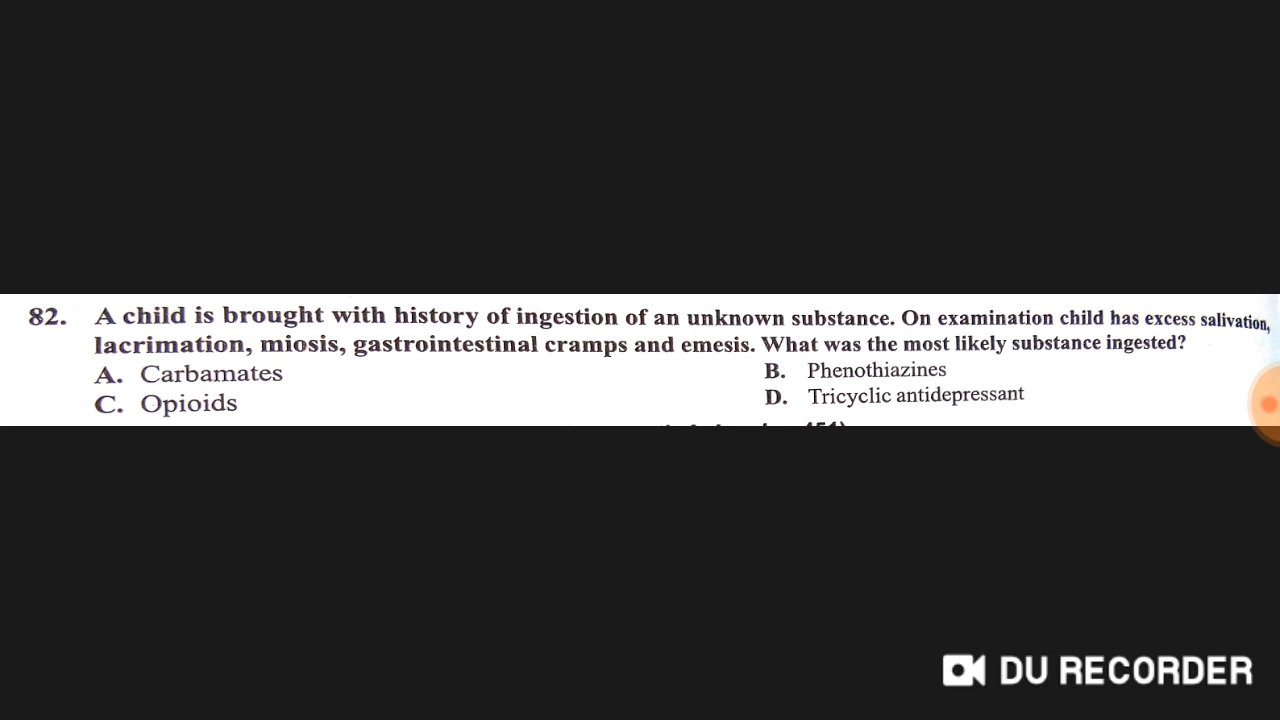 82. A child is brought with history of ingestion of an unknown substance. On examination child has excess salivation,
lacrimation, miosis, gastrointestinal cramps and emesis. What was the most likely substance ingested?
A. Carbamates B. Phenothiazines
C. Opioids D. Tricyclic antidepressant
DU RECORDER